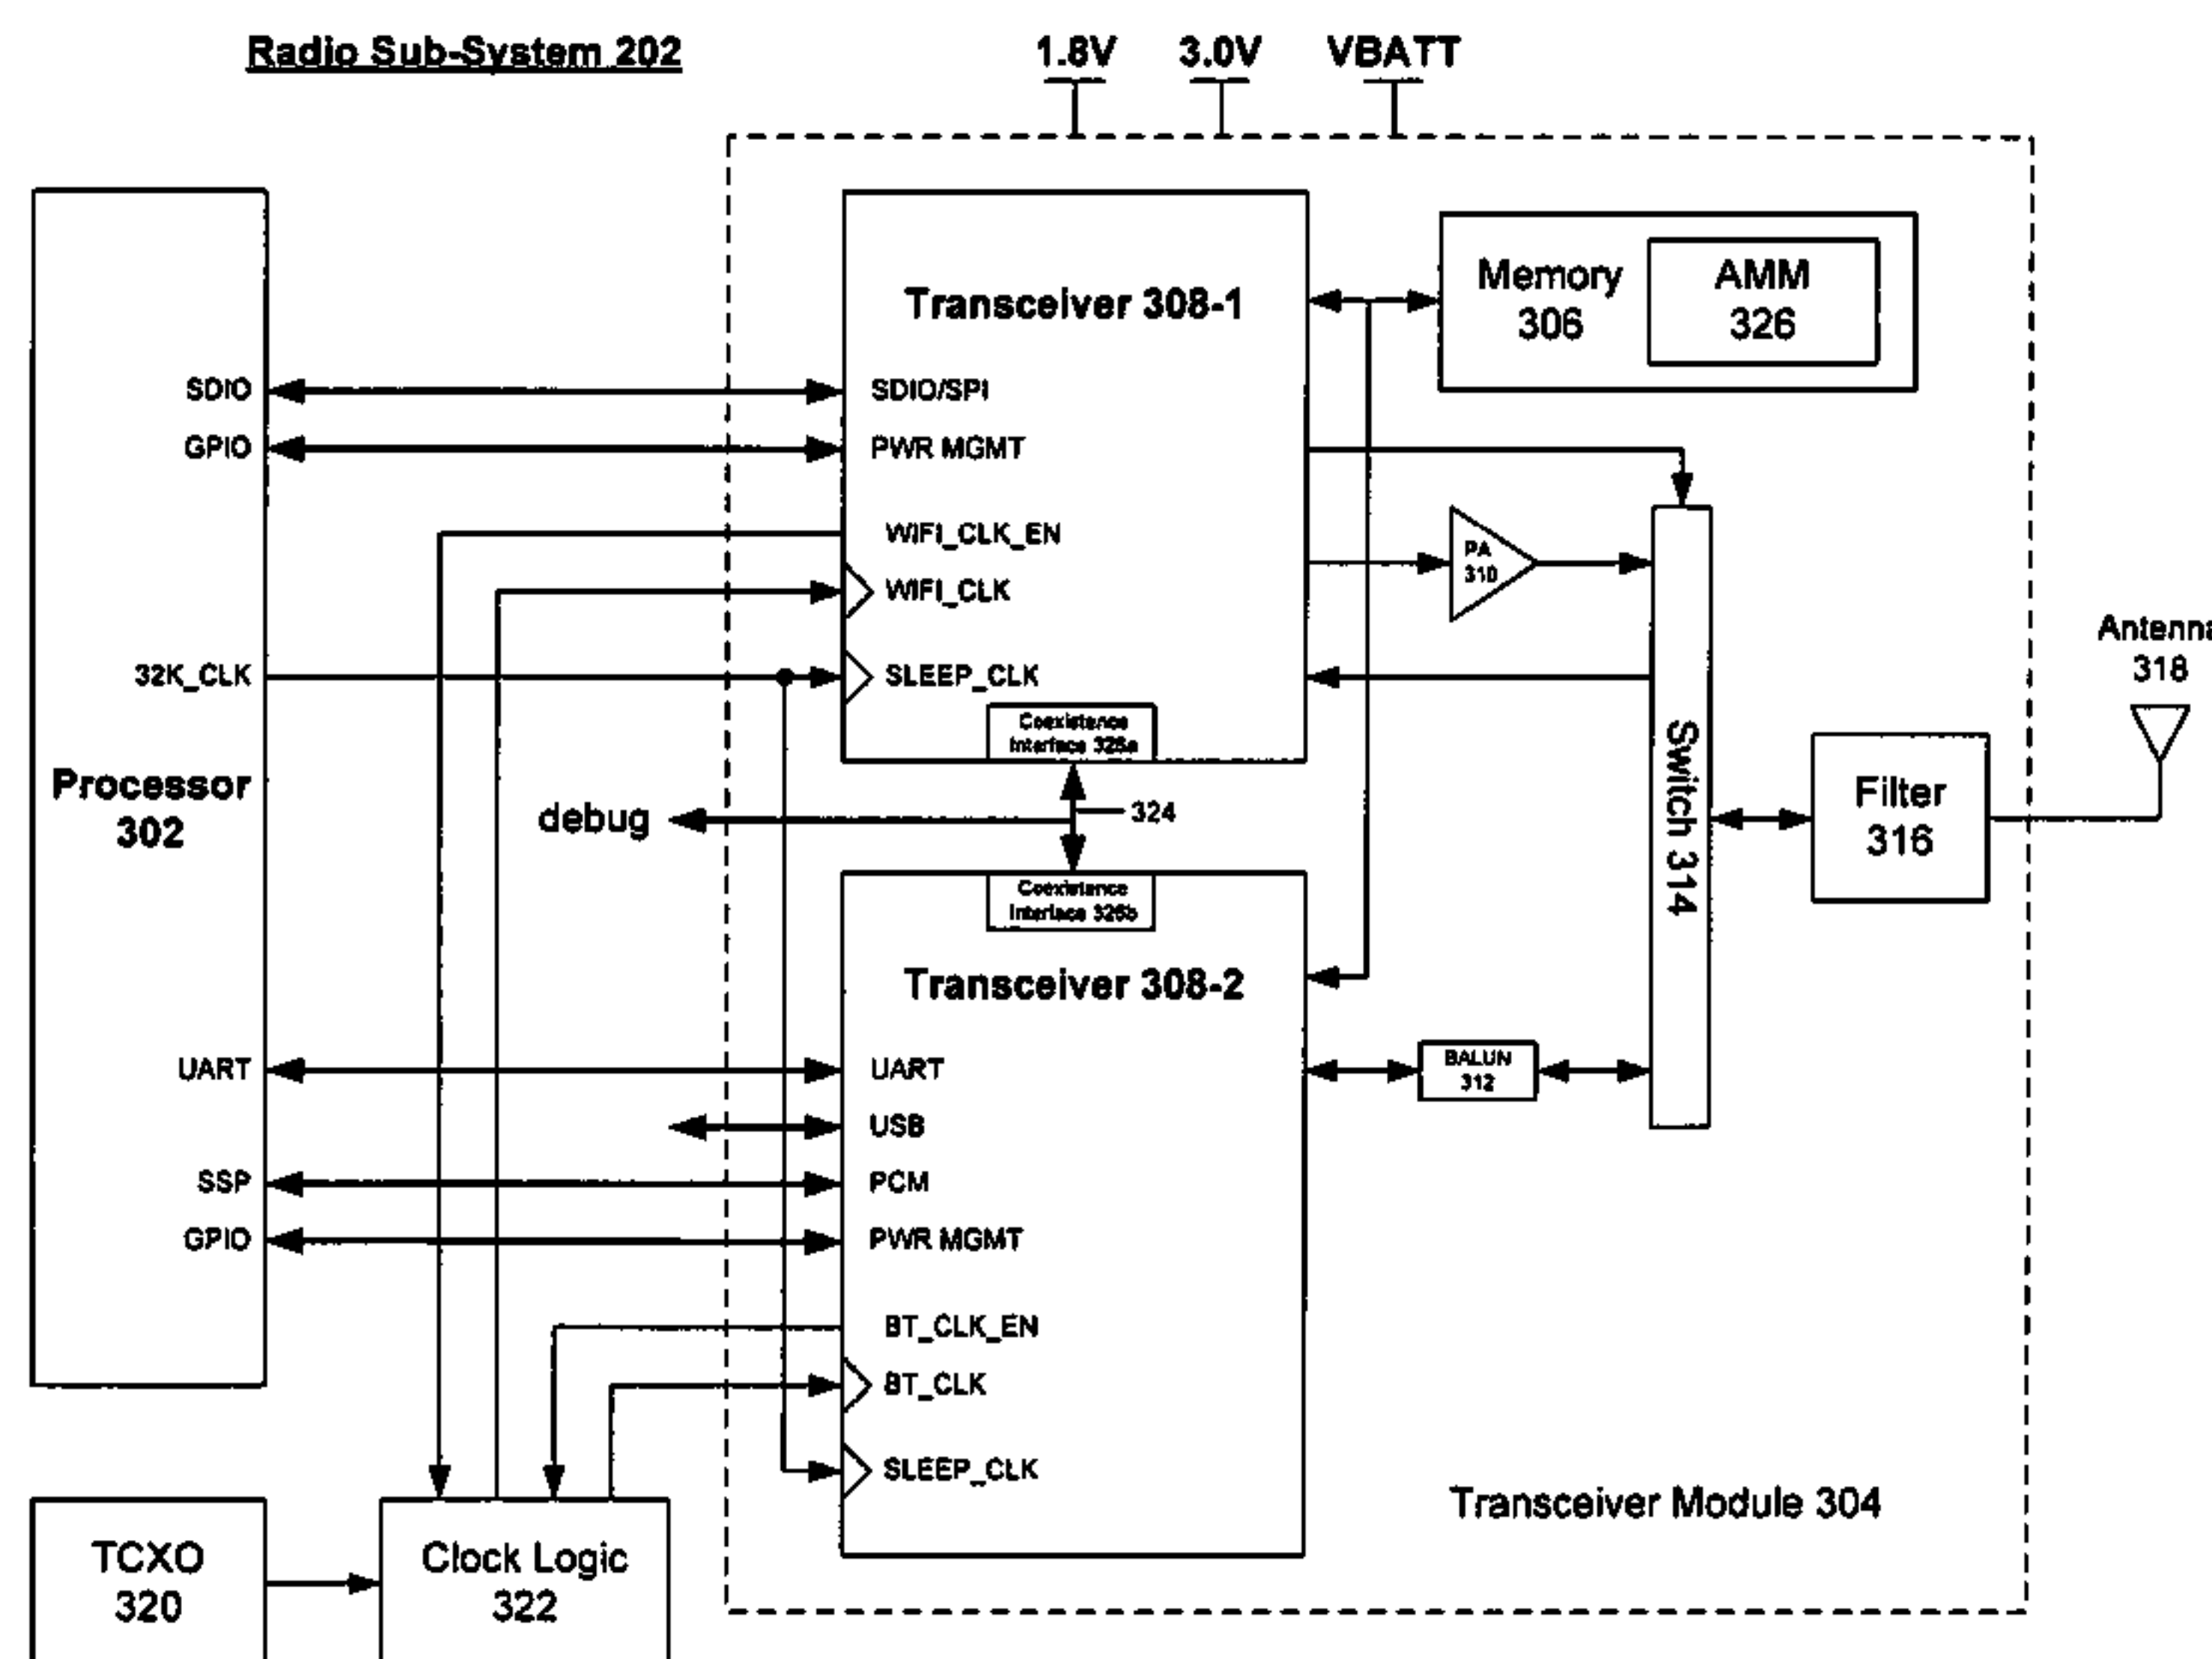 Radio Sub-System 202
1.8V
3.0V
VBATT
Transceiver 308-1
Memory
306
AMM
326
SDIO
SDIO/SPI
GPIO
PWR MGMT
WIFI_CLK_EN
WIFI_CLK
PA
310
32K_CLK
SLEEP_CLK
Coexistence
Interface 325a
Antenna
318
Processor
302
debug
324
Switch 314
Filter
316
Coexistence
Interface 325b
Transceiver 308-2
UART
UART
BALUN
312
USB
SSP
PCM
GPIO
PWR MGMT
BT_CLK_EN
BT_CLK
SLEEP_CLK
Transceiver Module 304
TCXO
320
Clock Logic
322